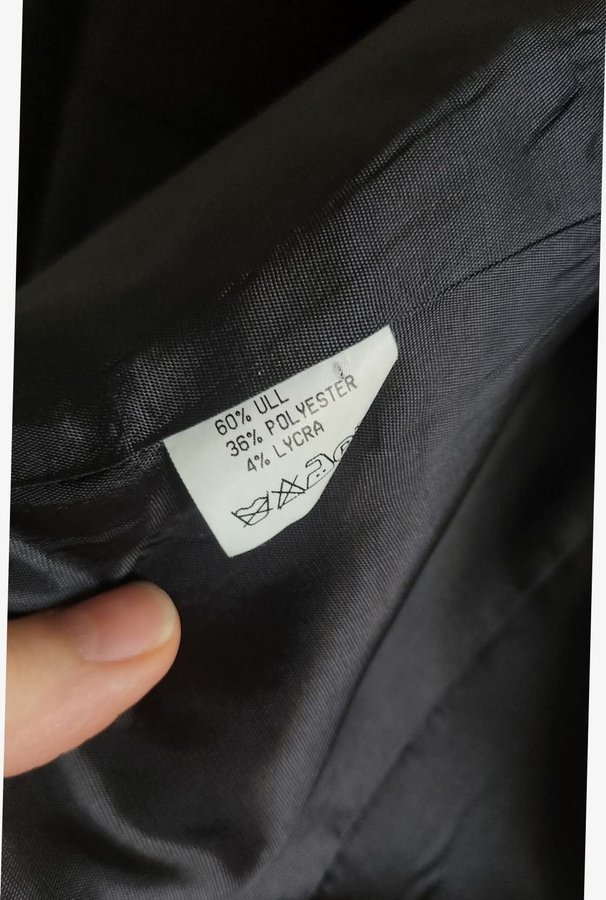 60% ULL
36% POLYESTER
4% LYCRA